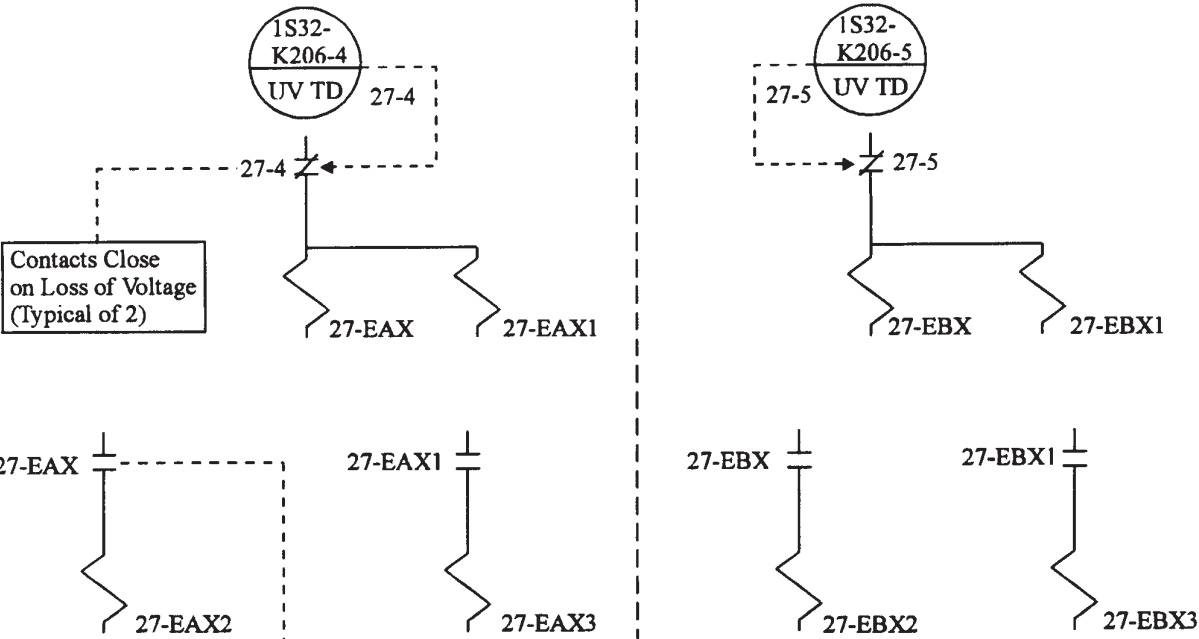 1S32-
K206-4
UV TD
27-4
27-4
Contacts Close
on Loss of Voltage
(Typical of 2)
27-EAX
27-EAX1
1S32-
K206-5
UV TD
27-5
27-5
27-EBX
27-EBX1
27-EAX
27-EAX1
27-EAX2
27-EAX3
27-EBX
27-EBX1
27-EBX2
27-EBX3